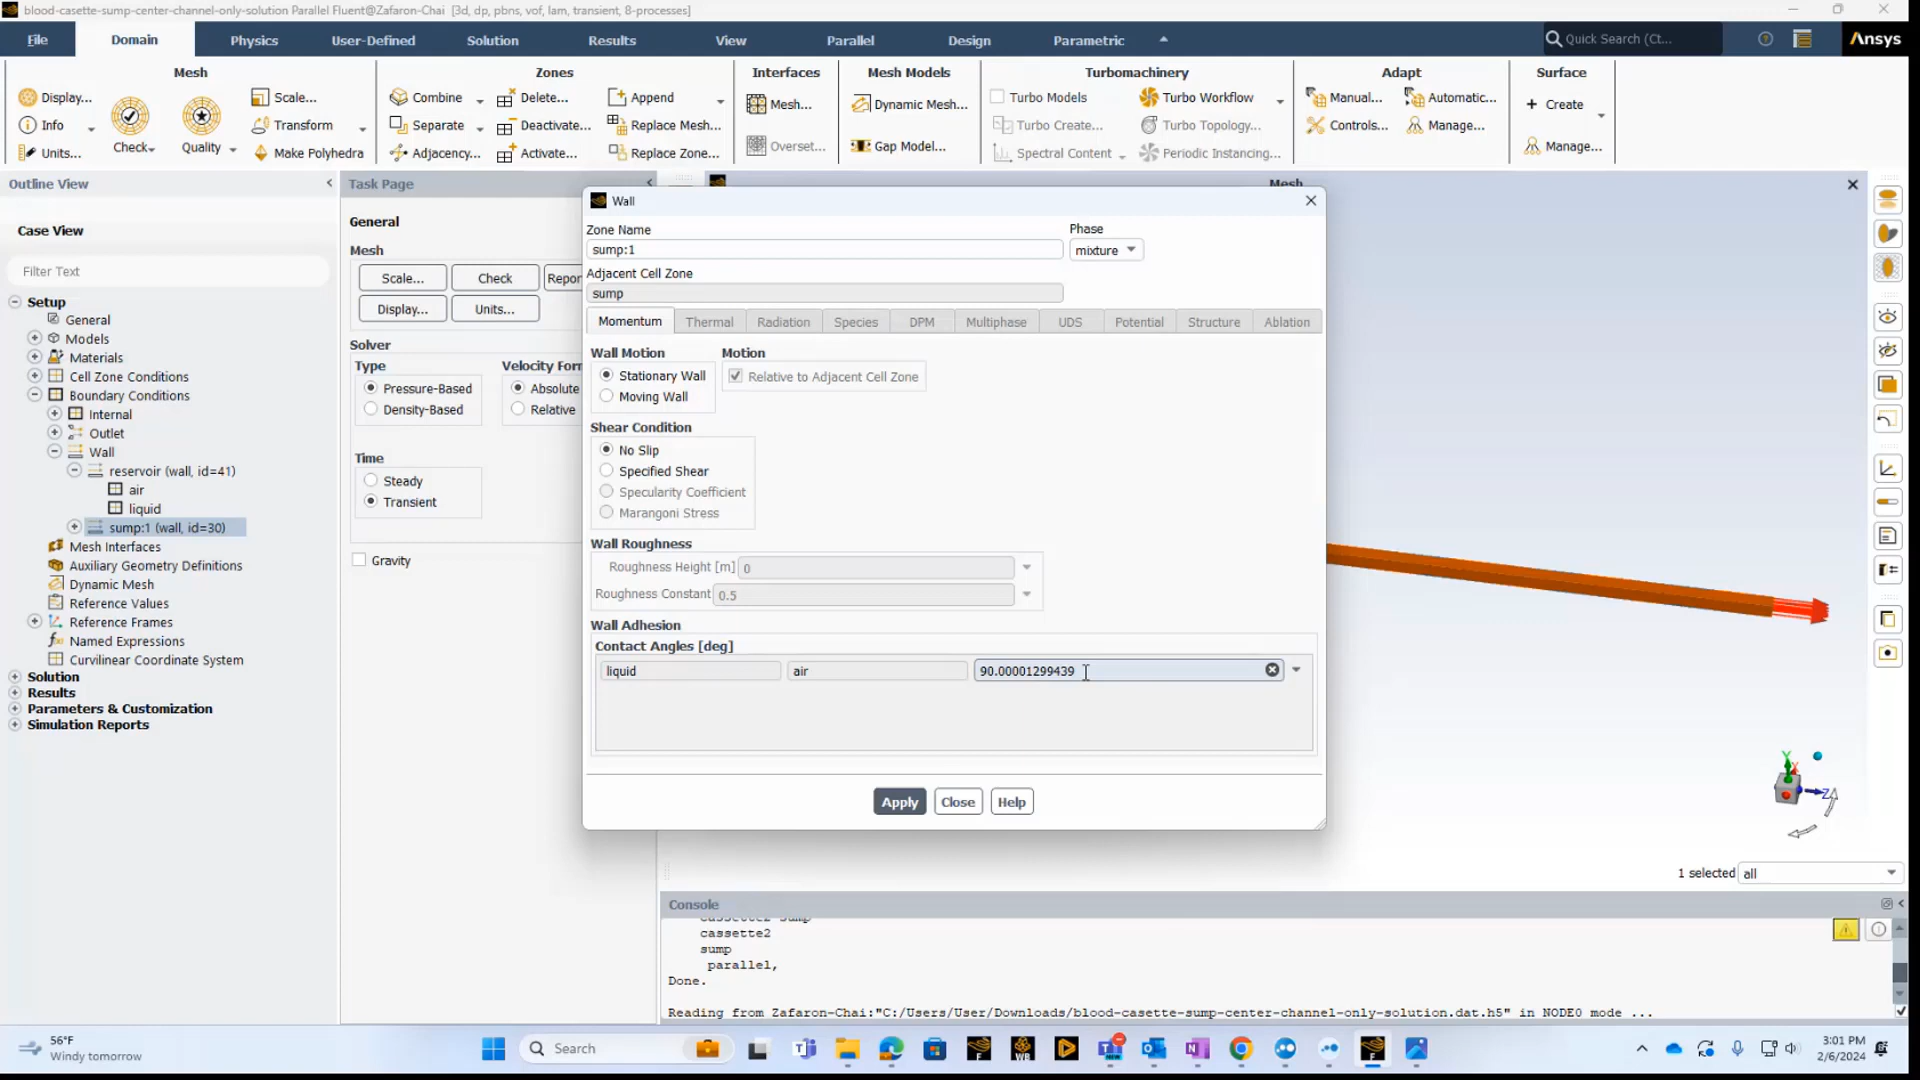 blood-casette-sump-center-channel-only-solution Parallel Fluent@Zafaron-Chai [3d, dp, pbns, vof, lam, transient, 8-processes]
File Domain Physics User-Defined Solution Results View Parallel Design Parametric Quick Search (Ct... Ansys
Mesh Zones Interfaces Mesh Models Turbomachinery Adapt Surface
Display... Scale... Combine Delete... Append Mesh... Dynamic Mesh... Turbo Models Turbo Workflow Manual... Automatic... Create
Info Transform Separate Deactivate... Replace Mesh... Turbo Create... Turbo Topology... Controls... Manage...
Check Quality Overset... Gap Model... Manage...
Units... Make Polyhedra Adjacency... Activate... Replace Zone... Spectral Content Periodic Instancing...
Outline View
Case View
Filter Text
Setup
General
Models
Materials
Cell Zone Conditions
Boundary Conditions
Internal
Outlet
Wall
reservoir (wall, id=41)
air
liquid
sump:1 (wall, id=30)
Mesh Interfaces
Auxiliary Geometry Definitions
Dynamic Mesh
Reference Values
Reference Frames
Named Expressions
Curvilinear Coordinate System
Solution
Results
Parameters & Customization
Simulation Reports
Task Page
General
Mesh
Scale... Check Repor
Display... Units...
Solver
Type Velocity For
Pressure-Based Absolute
Density-Based Relative
Time
Steady
Transient
Gravity
Mesh
Wall
Zone Name Phase
sump:1 mixture
Adjacent Cell Zone
sump
Momentum Thermal Radiation Species DPM Multiphase UDS Potential Structure Ablation
Wall Motion Motion
Stationary Wall Relative to Adjacent Cell Zone
Moving Wall
Shear Condition
No Slip
Specified Shear
Specularity Coefficient
Marangoni Stress
Wall Roughness
Roughness Height [m] 0
Roughness Constant 0.5
Wall Adhesion
Contact Angles [deg]
liquid air 90.00001299439
Apply Close Help
Y
Z
1 selected all
Console
cassette2
sump
parallel,
Done.
Reading from Zafaron-Chai:"C:/Users/User/Downloads/blood-casette-sump-center-channel-only-solution.dat.h5" in NODE0 mode ...
56°F
Windy tomorrow
Search
3:01 PM
2/6/2024